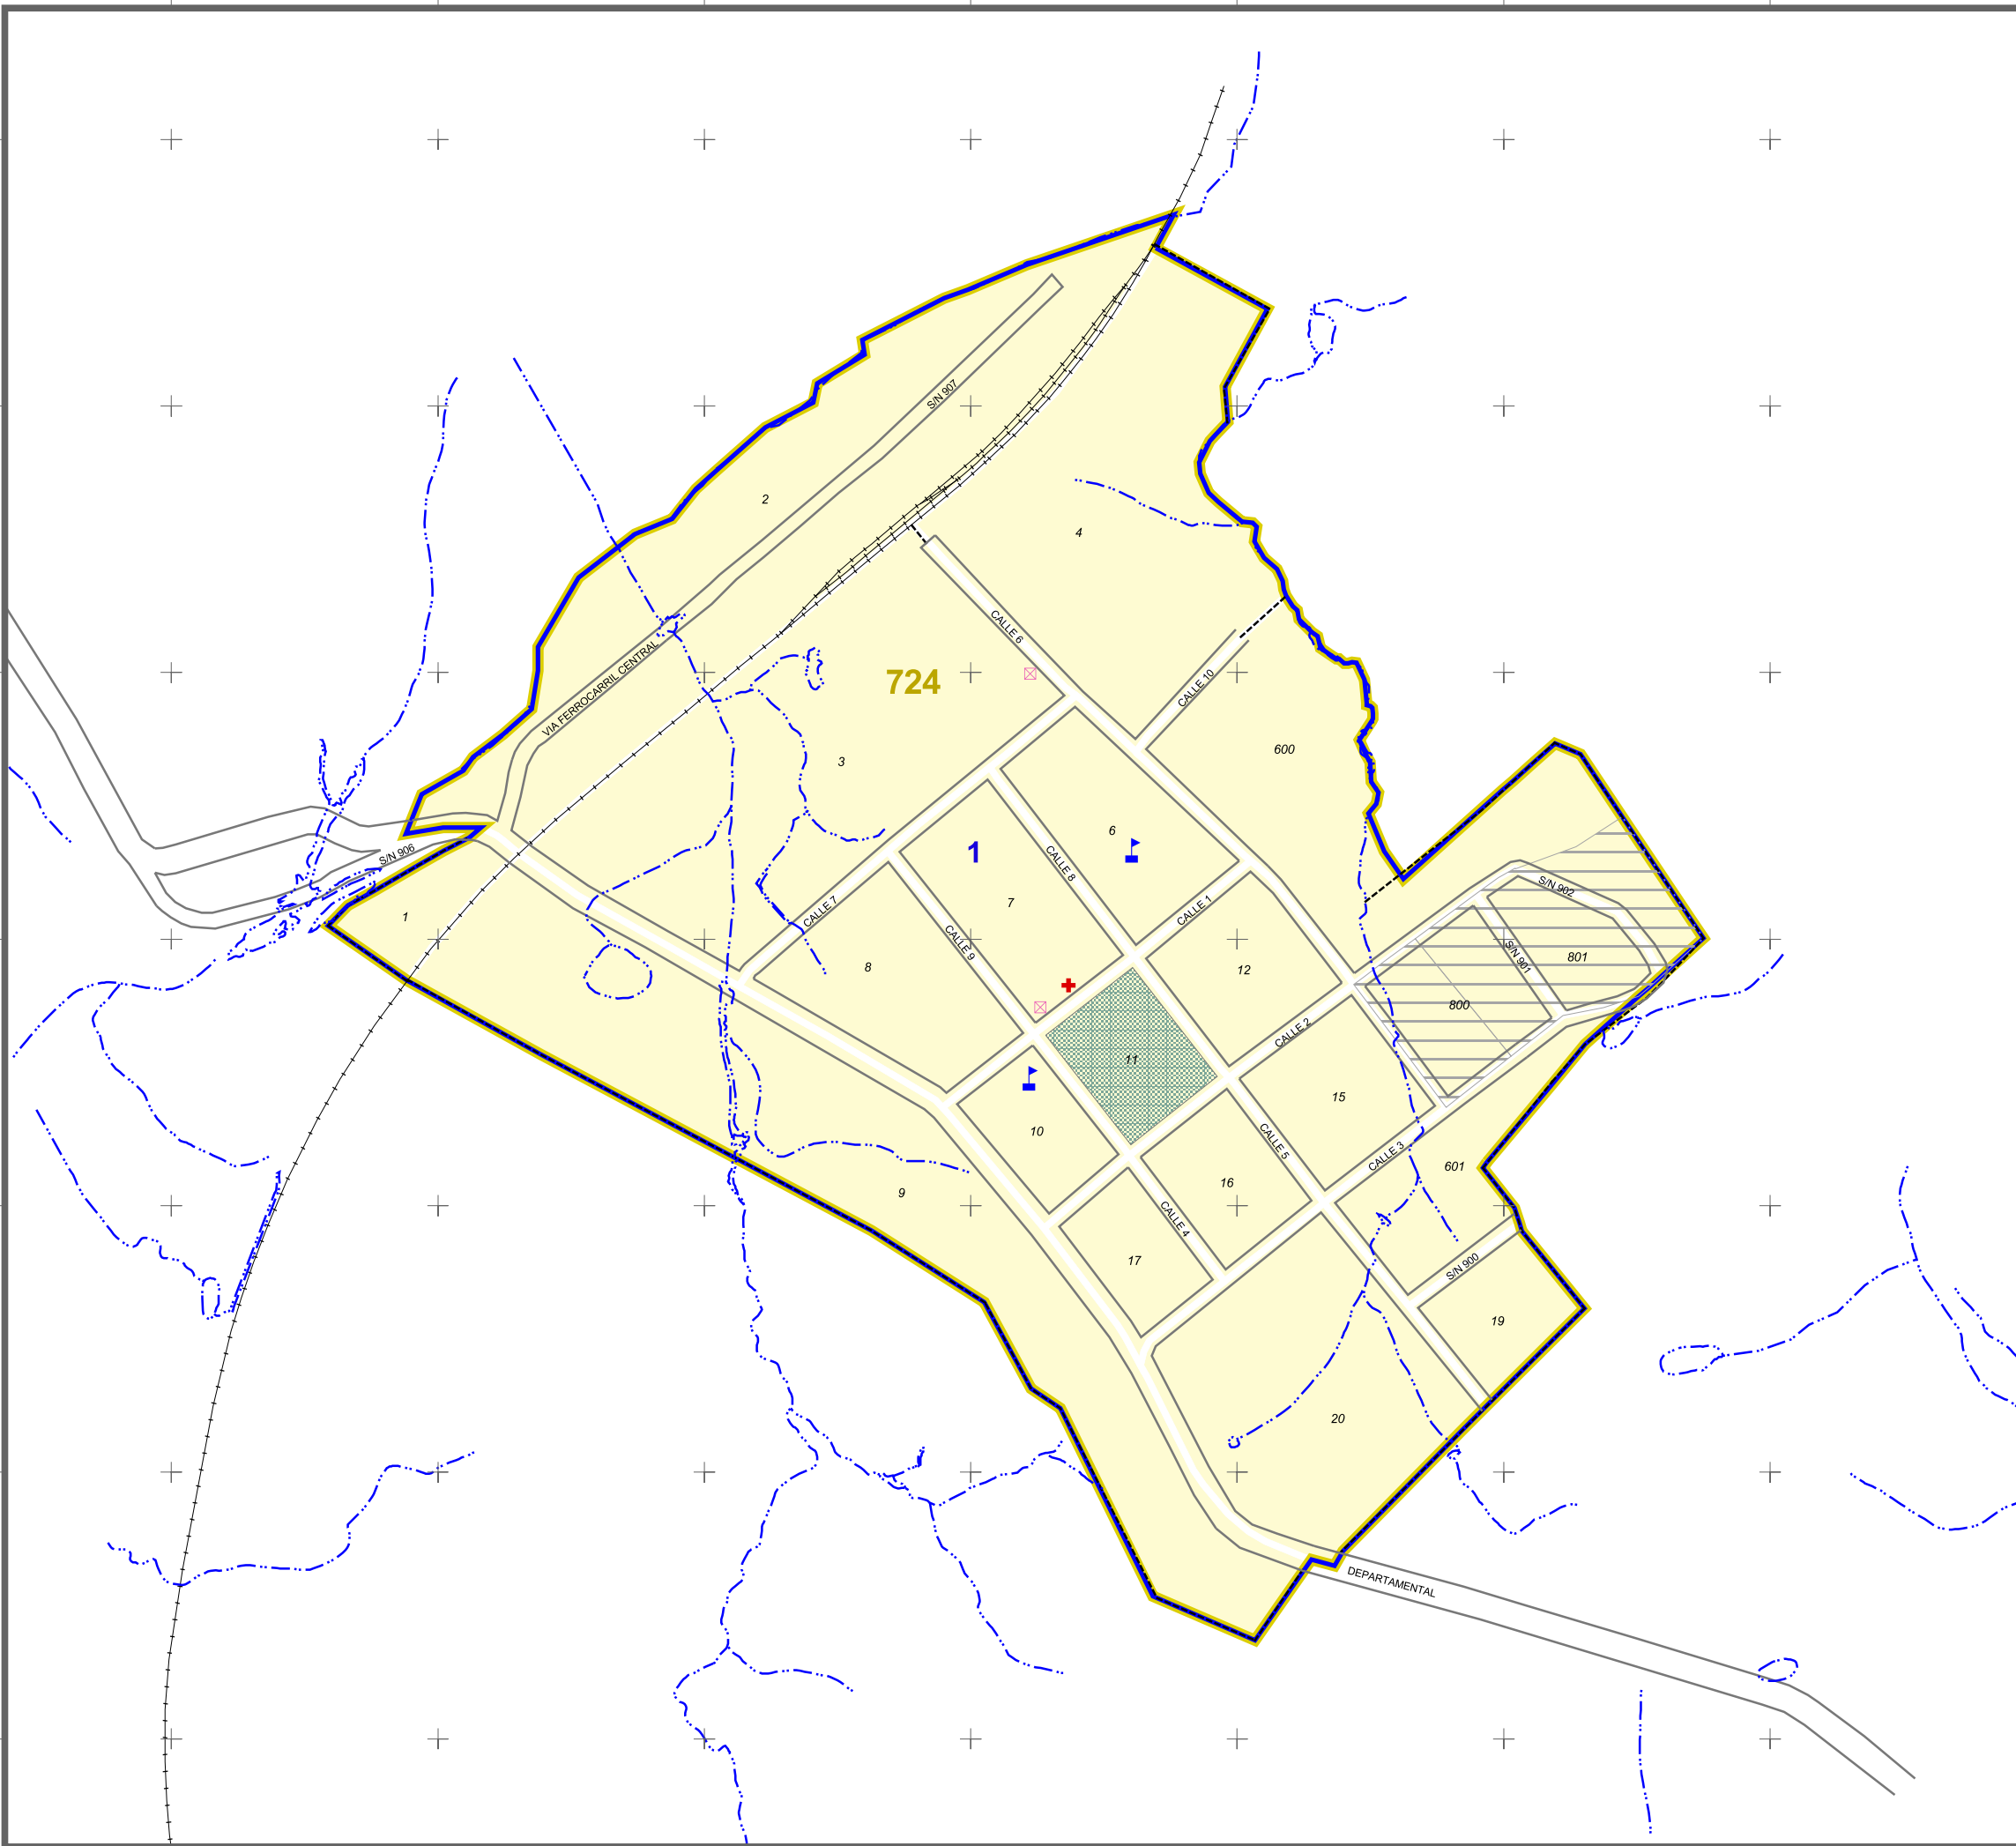 S/N 907
2
4
CALLE 6
VIA FERROCARRIL CENTRAL
724
CALLE 10
3
600
6
1
S/N 906
CALLE 8
7
1
CALLE 7
CALLE 1
S/N 902
CALLE 9
8
12
S/N 901
801
800
CALLE 2
11
15
10
CALLE 5
CALLE 3
601
9
16
CALLE 4
17
S/N 900
19
20
DEPARTAMENTAL